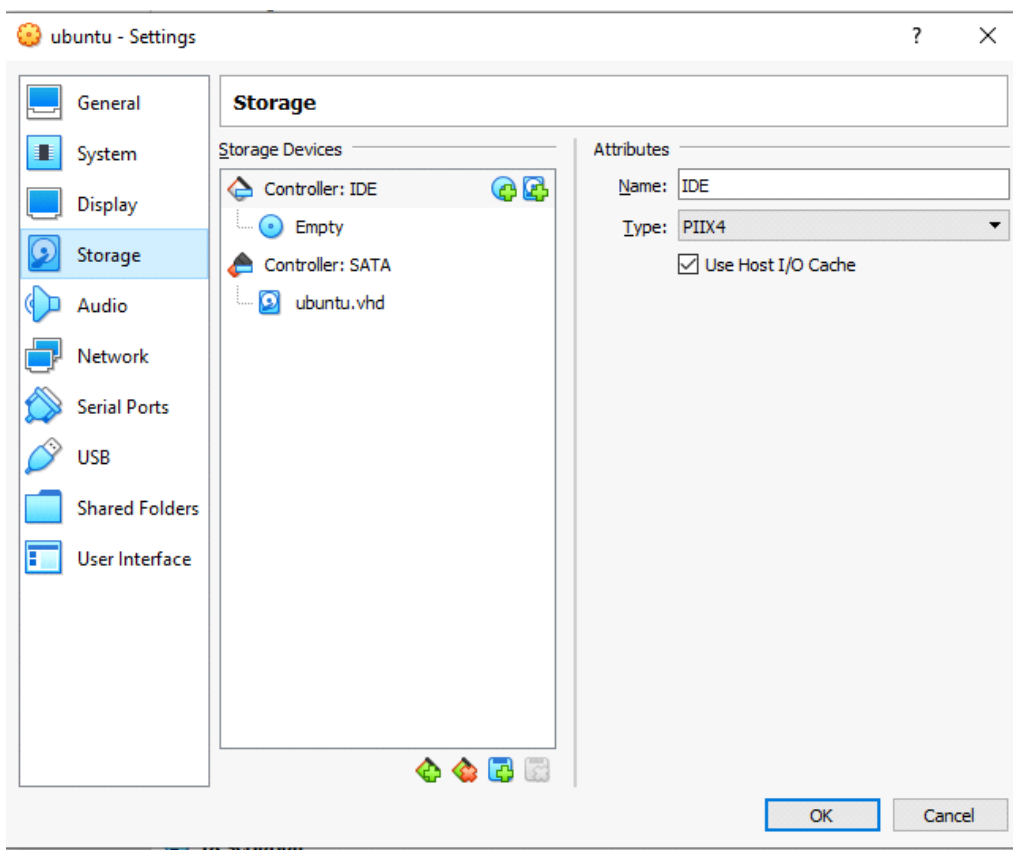 ubuntu - Settings
?
General
System
Display
Storage
Audio
Network
Serial Ports
USB
Shared Folders
User Interface
Storage
Storage Devices
Controller: IDE
Empty
Controller: SATA
ubuntu.vhd
Attributes
Name: IDE
Type: PIIX4
Use Host I/O Cache
OK
Cancel